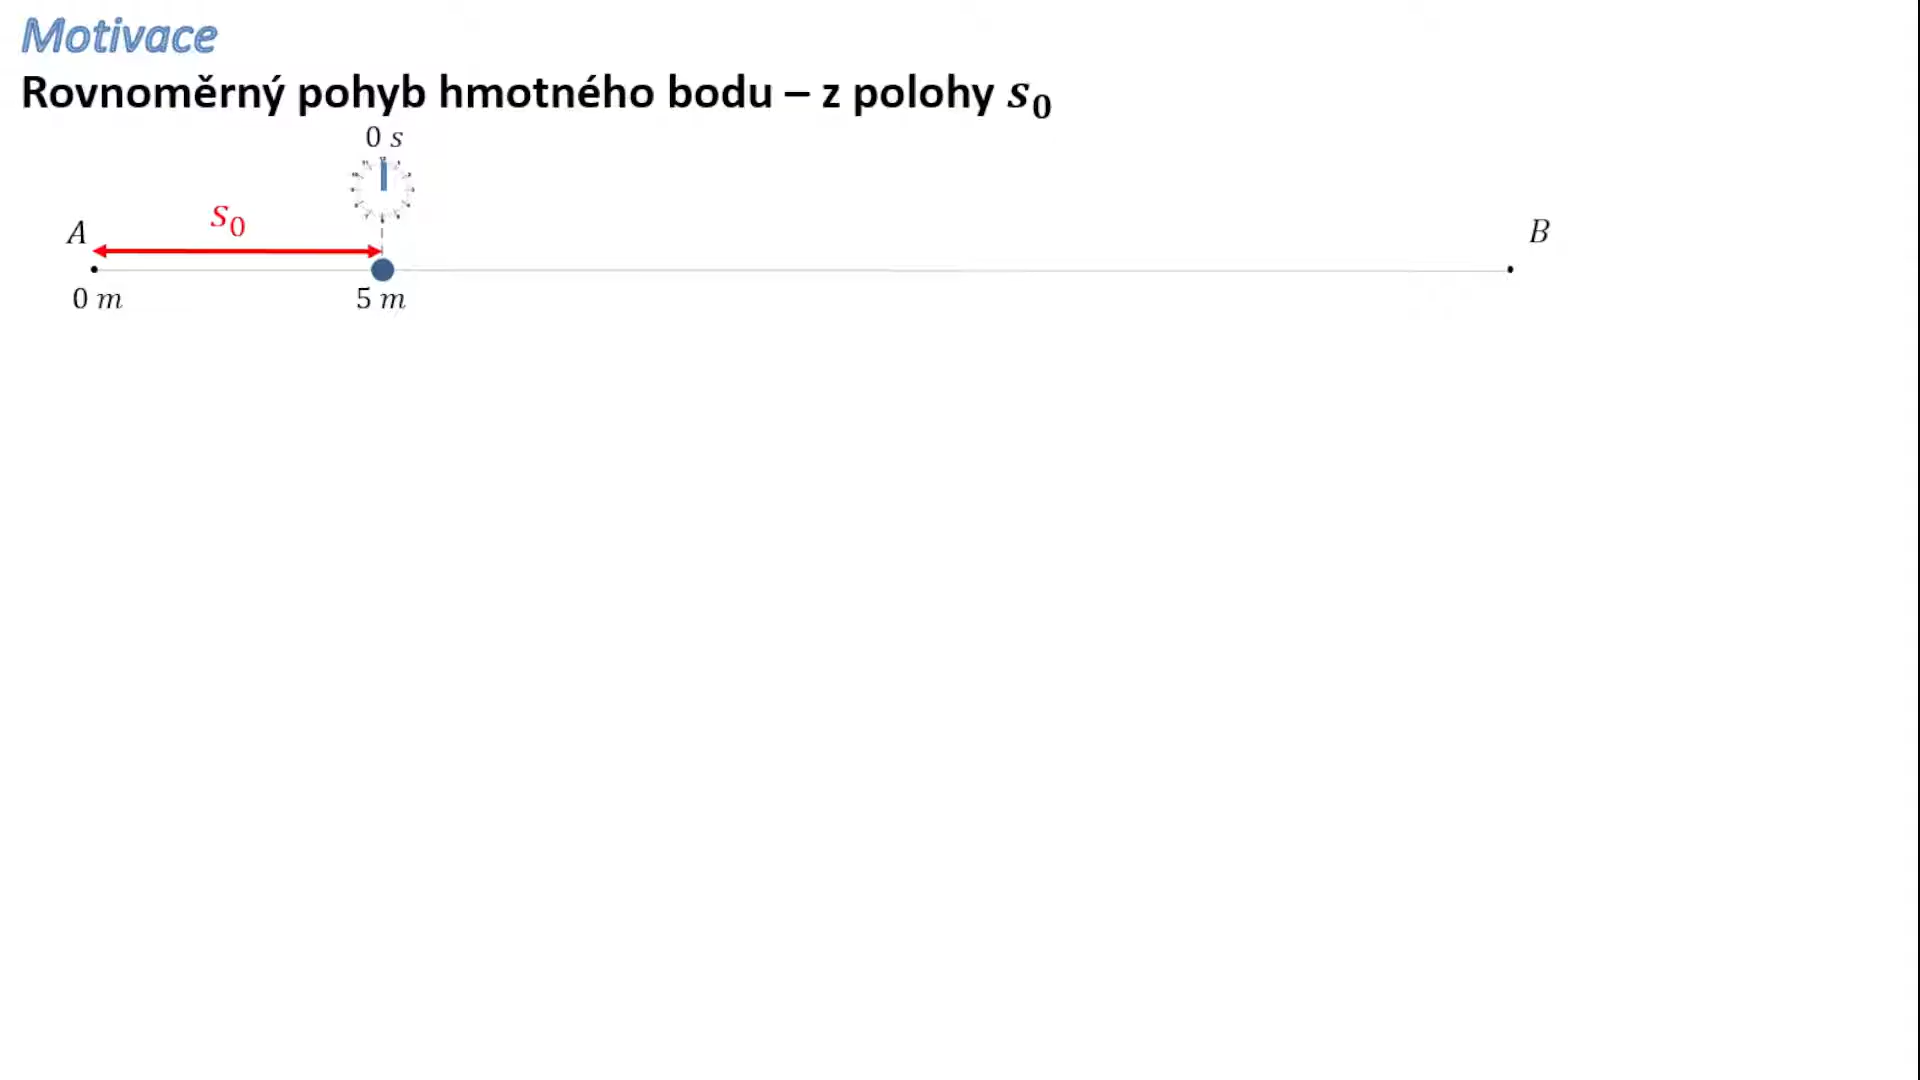 Motivace
Rovnoměrný pohyb hmotného bodu – z polohy s₀
0 s
s₀
A
B
0 m
5 m